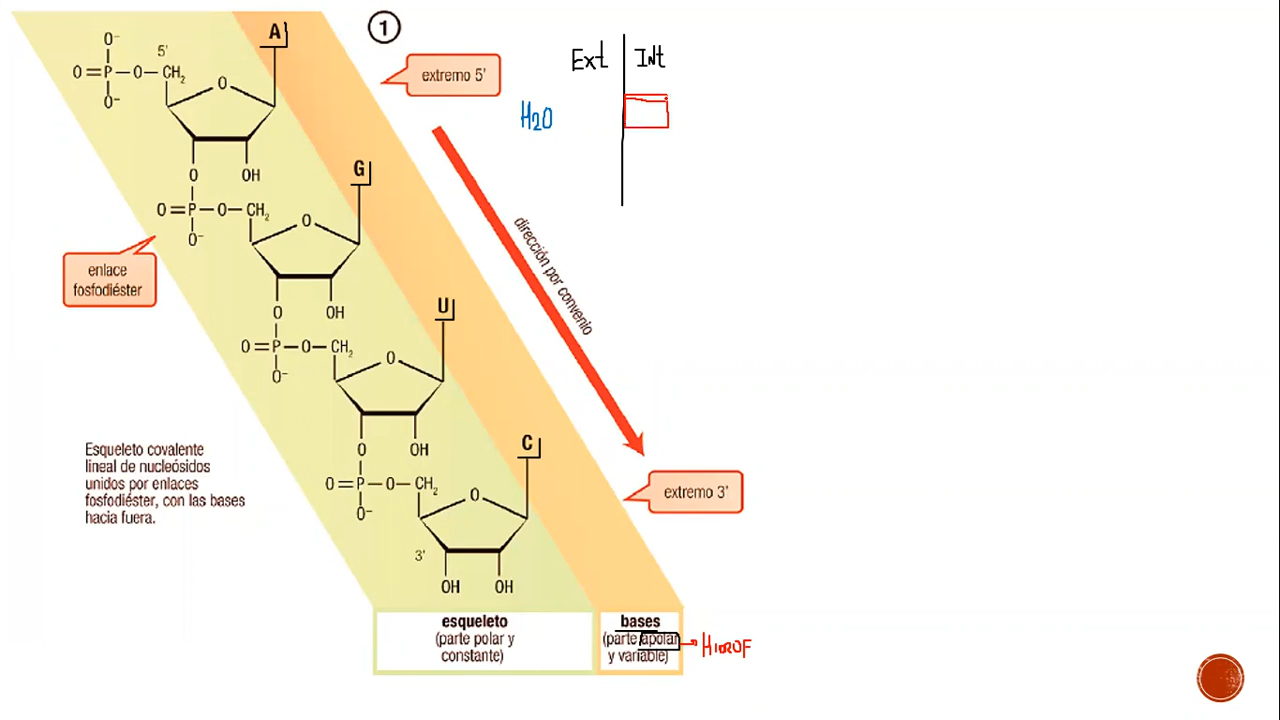 1
A
O⁻
5'
O=P–O–CH₂
O
O⁻
extremo 5'
Ext | INt
H2O
O
OH
G
O=P–O–CH₂
O
O⁻
dirección por convenio
enlace
fosfodiéster
O
OH
U
O=P–O–CH₂
O
O⁻
O
OH
C
Esqueleto covalente
lineal de nucleósidos
unidos por enlaces
fosfodiéster, con las bases
hacia fuera.
O=P–O–CH₂
O
O⁻
extremo 3'
3'
OH
OH
esqueleto
(parte polar y
constante)
bases
(parte apolar
y variable)
HIDROF